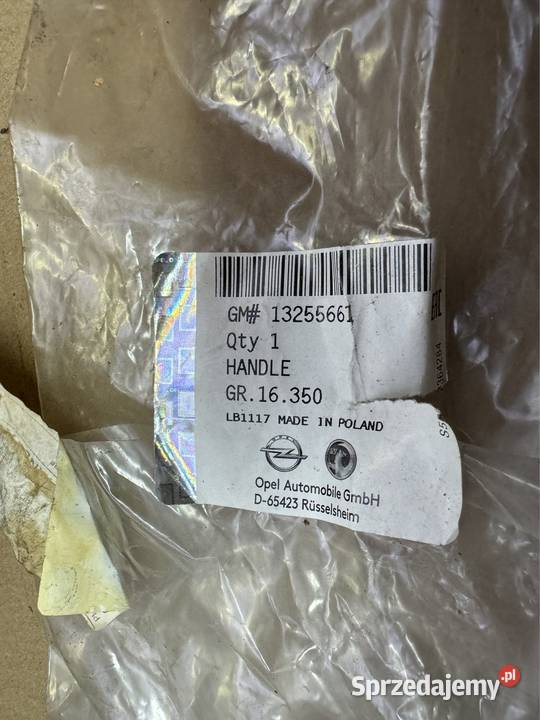 GM# 13255661
Qty 1
HANDLE
GR.16.350
LB1117 MADE IN POLAND
Opel Automobile GmbH
D-65423 Rüsselsheim
EAC
Sprzedajemy.pl